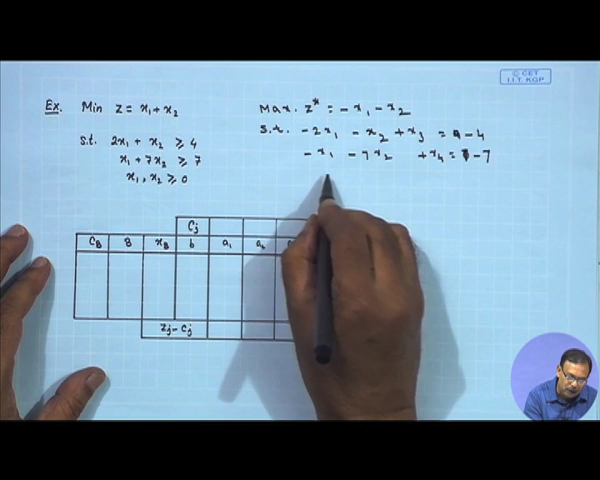 © CET
I.I.T. KGP
Ex. Min z = x₁ + x₂
s.t. 2x₁ + x₂ ≥ 4
x₁ + 7x₂ ≥ 7
x₁, x₂ ≥ 0
Max. z* = -x₁ - x₂
s.t. -2x₁ - x₂ + x₃ = -4
-x₁ - 7x₂ + x₄ = -7
Cj
CB B xB b a₁ a₂
Zj - Cj